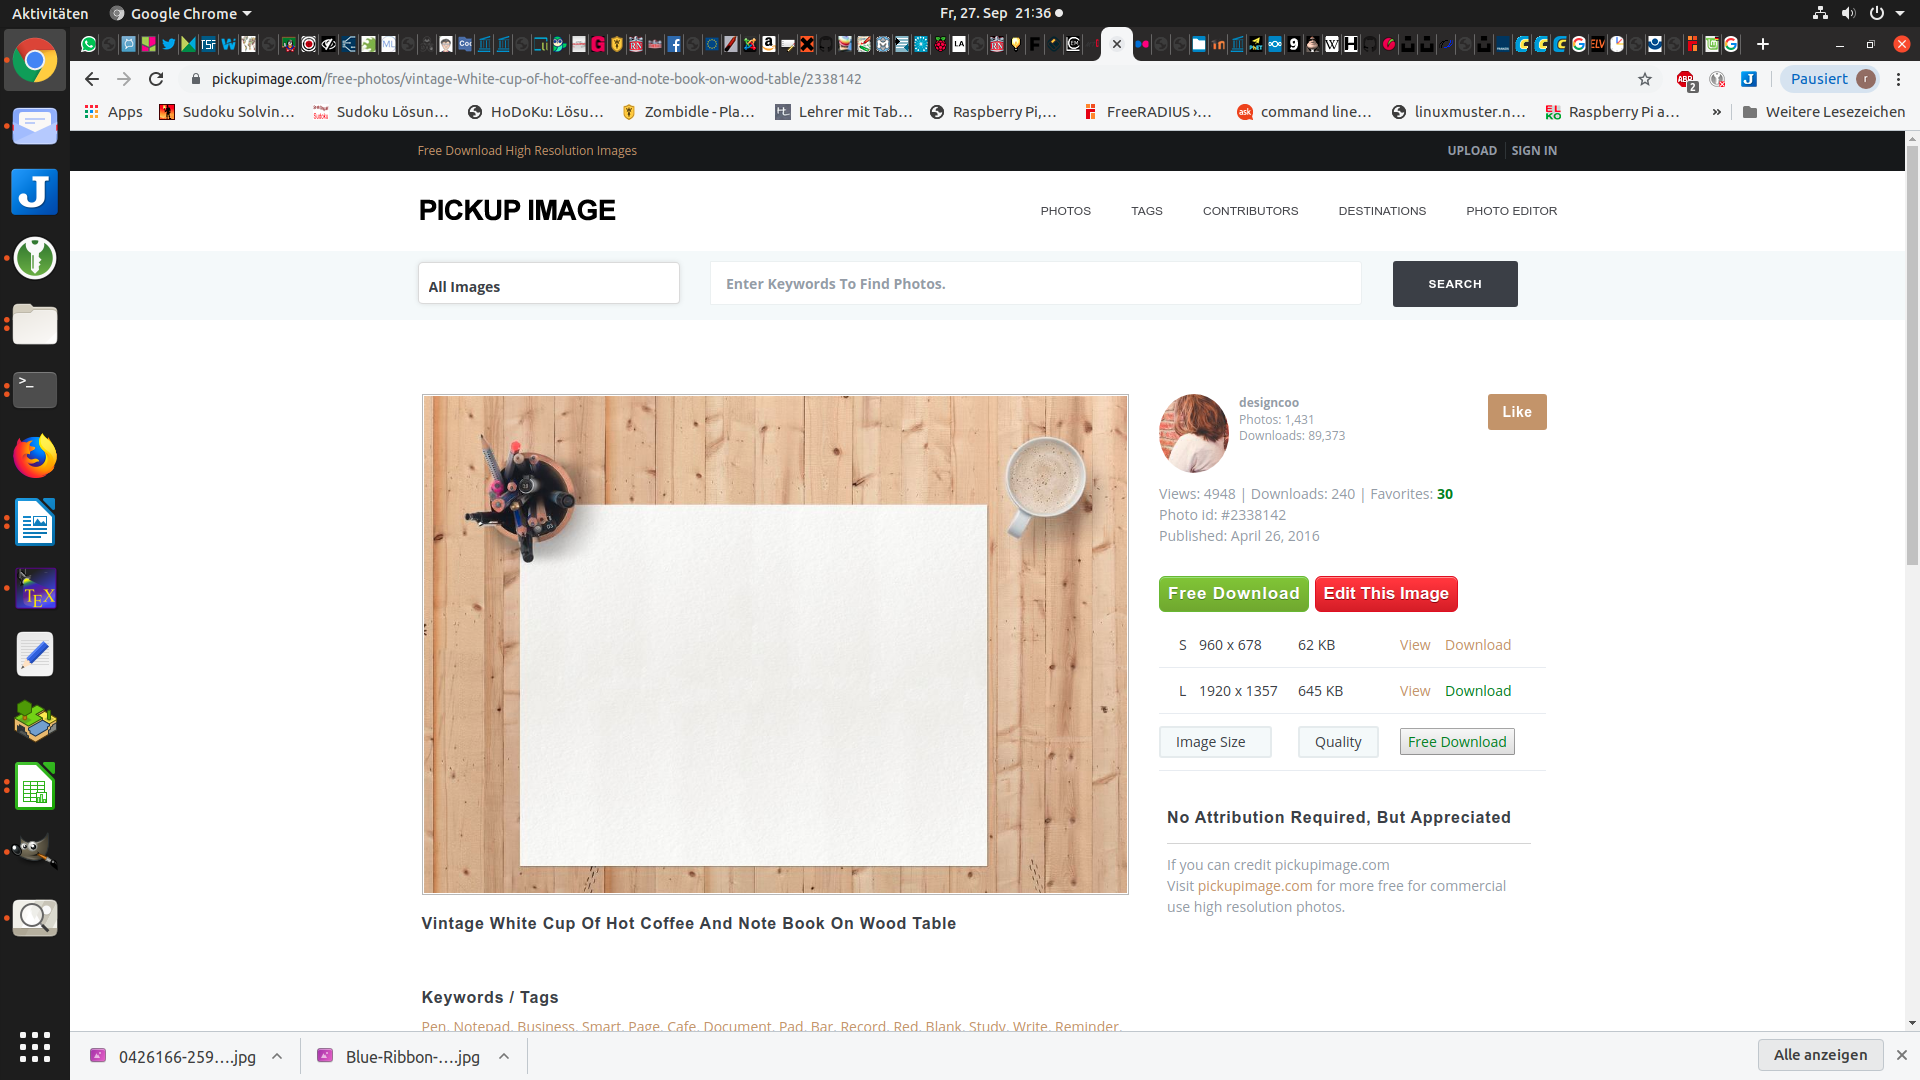 Aktivitäten Google Chrome Fr, 27. Sep 21:36
pickupimage.com/free-photos/vintage-White-cup-of-hot-coffee-and-note-book-on-wood-table/2338142 ABP 2 Pausiert r
Apps Sudoku Solvin... Sudoku Lösun... HoDoKu: Lösu... Zombidle - Pla... Lehrer mit Tab... Raspberry Pi,... FreeRADIUS ›... command line... linuxmuster.n... Raspberry Pi a... » Weitere Lesezeichen
Free Download High Resolution Images UPLOAD SIGN IN
PICKUP IMAGE PHOTOS TAGS CONTRIBUTORS DESTINATIONS PHOTO EDITOR
All Images Enter Keywords To Find Photos. SEARCH
designcoo Like
Photos: 1,431
Downloads: 89,373
Views: 4948 | Downloads: 240 | Favorites: 30
Photo id: #2338142
Published: April 26, 2016
Free Download Edit This Image
S 960 x 678 62 KB View Download
L 1920 x 1357 645 KB View Download
Image Size Quality Free Download
No Attribution Required, But Appreciated
If you can credit pickupimage.com
Visit pickupimage.com for more free for commercial
use high resolution photos.
Vintage White Cup Of Hot Coffee And Note Book On Wood Table
Keywords / Tags
Pen, Notepad, Business, Smart, Page, Cafe, Document, Pad, Bar, Record, Red, Blank, Study, Write, Reminder,
0426166-259....jpg Blue-Ribbon-....jpg Alle anzeigen